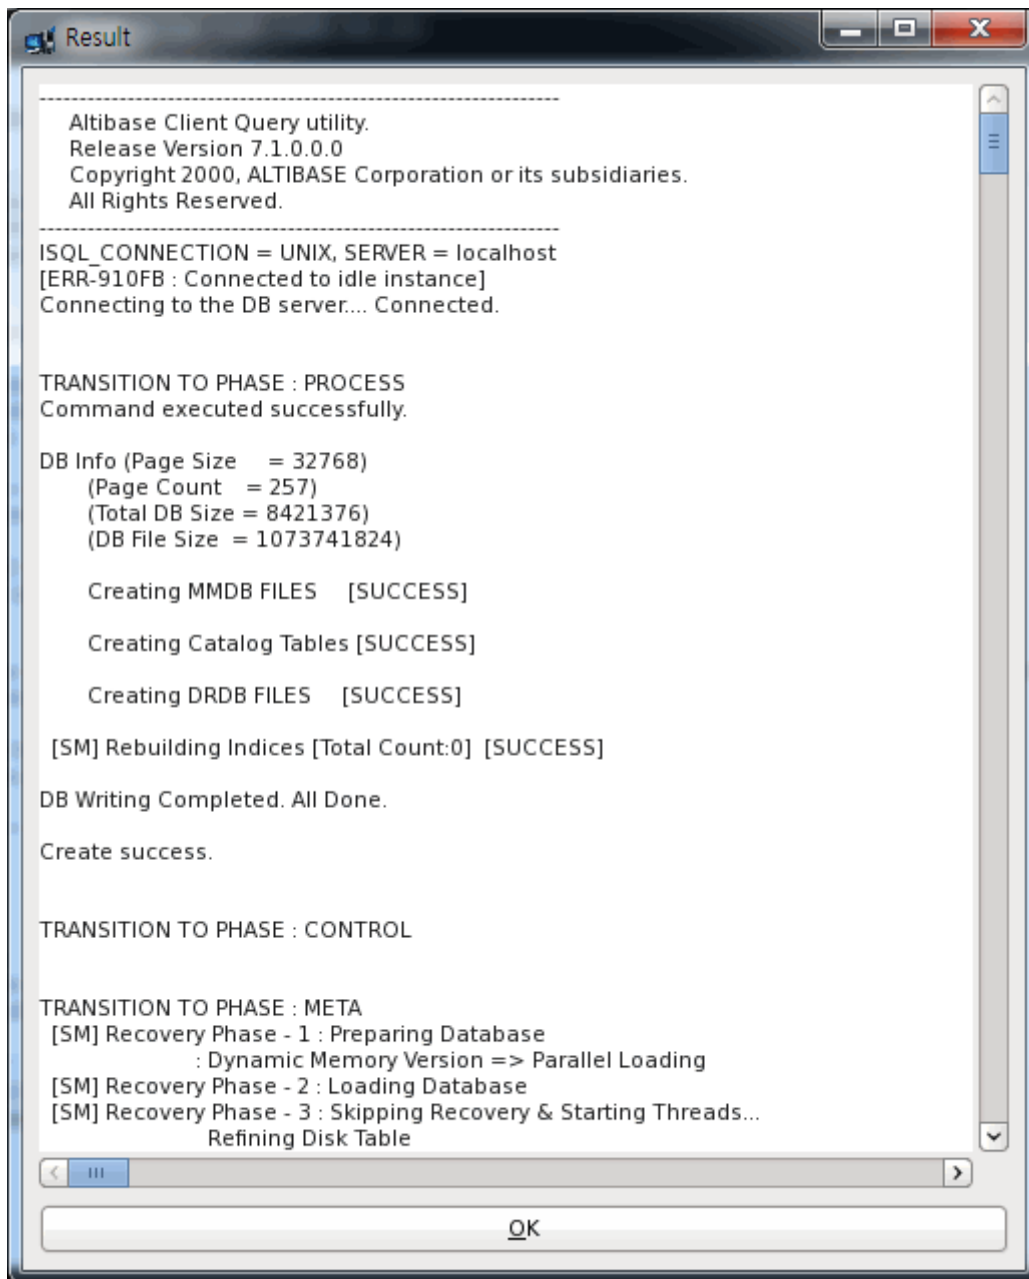 Result
-----------------------------------------------------------------
Altibase Client Query utility.
Release Version 7.1.0.0.0
Copyright 2000, ALTIBASE Corporation or its subsidiaries.
All Rights Reserved.
-----------------------------------------------------------------
ISQL_CONNECTION = UNIX, SERVER = localhost
[ERR-910FB : Connected to idle instance]
Connecting to the DB server.... Connected.
TRANSITION TO PHASE : PROCESS
Command executed successfully.
DB Info (Page Size = 32768)
(Page Count = 257)
(Total DB Size = 8421376)
(DB File Size = 1073741824)
Creating MMDB FILES [SUCCESS]
Creating Catalog Tables [SUCCESS]
Creating DRDB FILES [SUCCESS]
[SM] Rebuilding Indices [Total Count:0] [SUCCESS]
DB Writing Completed. All Done.
Create success.
TRANSITION TO PHASE : CONTROL
TRANSITION TO PHASE : META
[SM] Recovery Phase - 1 : Preparing Database
: Dynamic Memory Version => Parallel Loading
[SM] Recovery Phase - 2 : Loading Database
[SM] Recovery Phase - 3 : Skipping Recovery & Starting Threads...
Refining Disk Table
OK